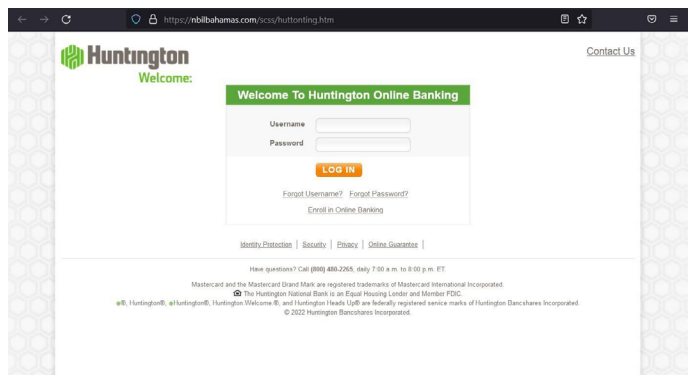 https://nbilbahamas.com/scss/huttonting.htm
Huntington
Contact Us
Welcome:
Welcome To Huntington Online Banking
Username
Password
LOG IN
Forgot Username? Forgot Password?
Enroll in Online Banking
Identity Protection | Security | Privacy | Online Guarantee |
Have questions? Call (800) 480-2265, daily 7:00 a.m. to 8:00 p.m. ET.
Mastercard and the Mastercard Brand Mark are registered trademarks of Mastercard International Incorporated.
The Huntington National Bank is an Equal Housing Lender and Member FDIC.
®, Huntington®, Huntington®, Huntington Welcome.®, and Huntington Heads Up® are federally registered service marks of Huntington Bancshares Incorporated.
© 2022 Huntington Bancshares Incorporated.